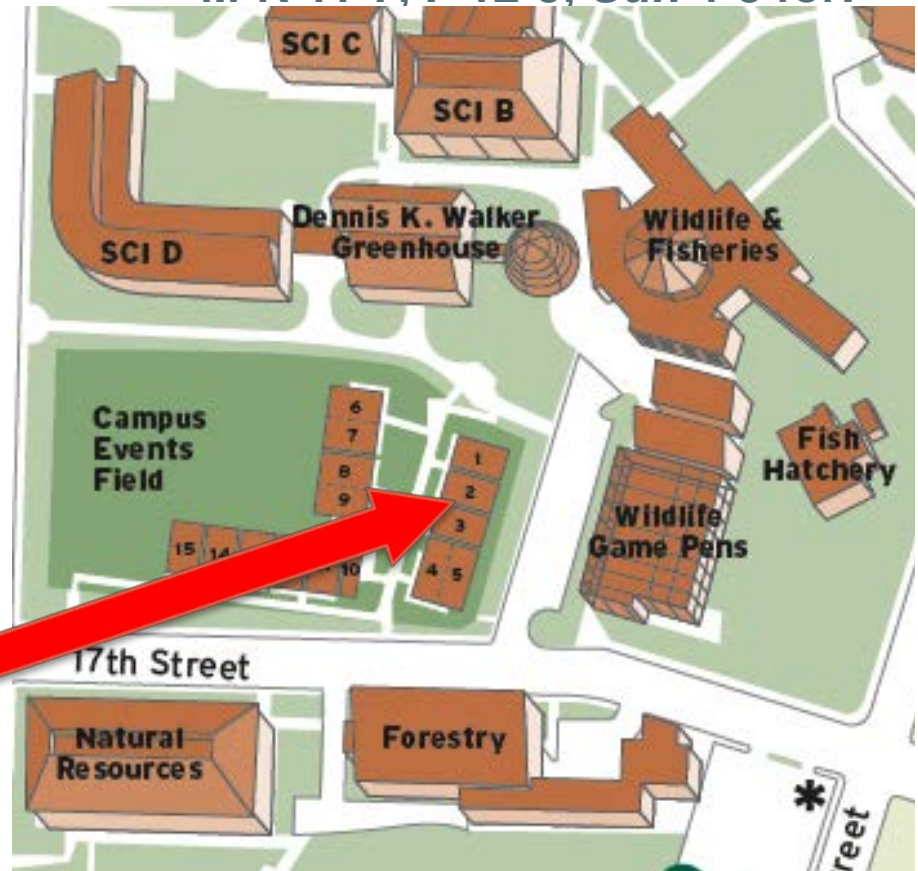 SCI C
SCI B
Dennis K. Walker
Greenhouse
Wildlife &
Fisheries
SCI D
Campus
Events
Field
6
7
8
9
1
2
3
4 5
15 14
10
Fish
Hatchery
Wildlife
Game Pens
17th Street
Natural
Resources
Forestry
*